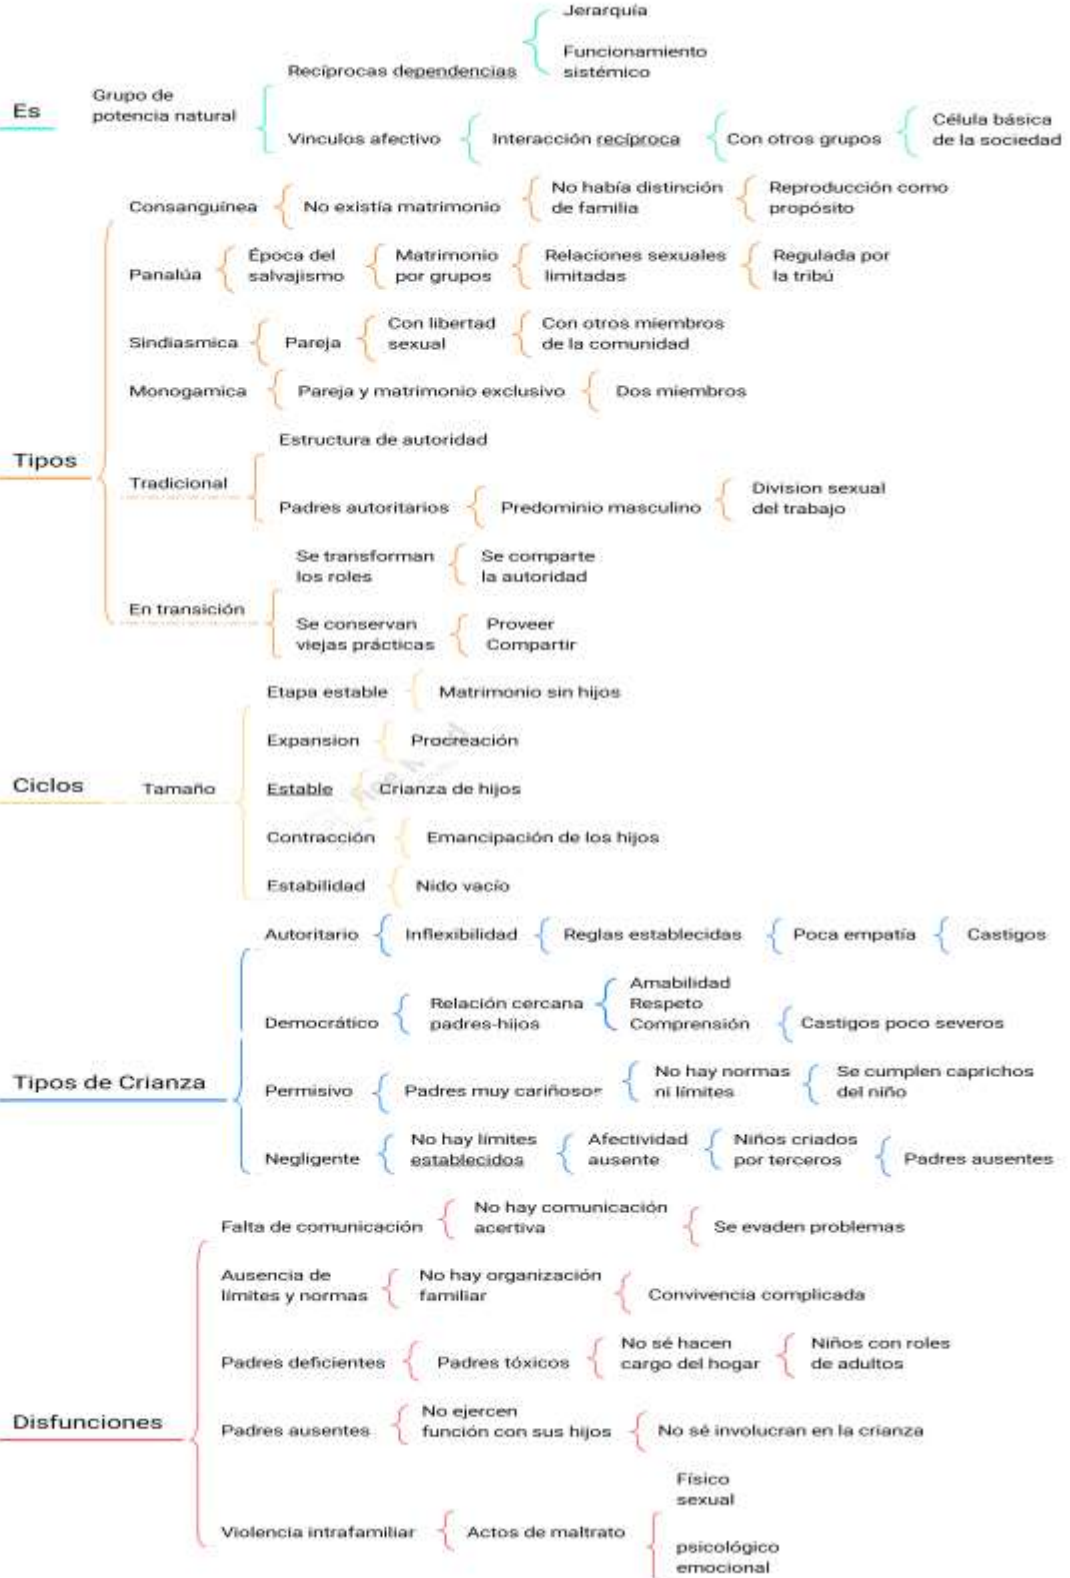 Jerarquía
Funcionamiento
sistémico
Recíprocas dependencias
Es
Grupo de
potencia natural
Vinculos afectivo
Interacción recíproca
Con otros grupos
Célula básica
de la sociedad
Tipos
Consanguínea
No existía matrimonio
No había distinción
de familia
Reproducción como
propósito
Panalúa
Época del
salvajismo
Matrimonio
por grupos
Relaciones sexuales
limitadas
Regulada por
la tribú
Sindiasmica
Pareja
Con libertad
sexual
Con otros miembros
de la comunidad
Monogamica
Pareja y matrimonio exclusivo
Dos miembros
Tradicional
Estructura de autoridad
Padres autoritarios
Predominio masculino
Division sexual
del trabajo
En transición
Se transforman
los roles
Se comparte
la autoridad
Se conservan
viejas prácticas
Proveer
Compartir
Ciclos
Tamaño
Etapa estable
Matrimonio sin hijos
Expansion
Procreación
Estable
Crianza de hijos
Contracción
Emancipación de los hijos
Estabilidad
Nido vacío
Tipos de Crianza
Autoritario
Inflexibilidad
Reglas establecidas
Poca empatía
Castigos
Democrático
Relación cercana
padres-hijos
Amabilidad
Respeto
Comprensión
Castigos poco severos
Permisivo
Padres muy cariñosos
No hay normas
ni límites
Se cumplen caprichos
del niño
Negligente
No hay límites
establecidos
Afectividad
ausente
Niños criados
por terceros
Padres ausentes
Disfunciones
Falta de comunicación
No hay comunicación
acertiva
Se evaden problemas
Ausencia de
límites y normas
No hay organización
familiar
Convivencia complicada
Padres deficientes
Padres tóxicos
No sé hacen
cargo del hogar
Niños con roles
de adultos
Padres ausentes
No ejercen
función con sus hijos
No sé involucran en la crianza
Violencia intrafamiliar
Actos de maltrato
Físico
sexual
psicológico
emocional